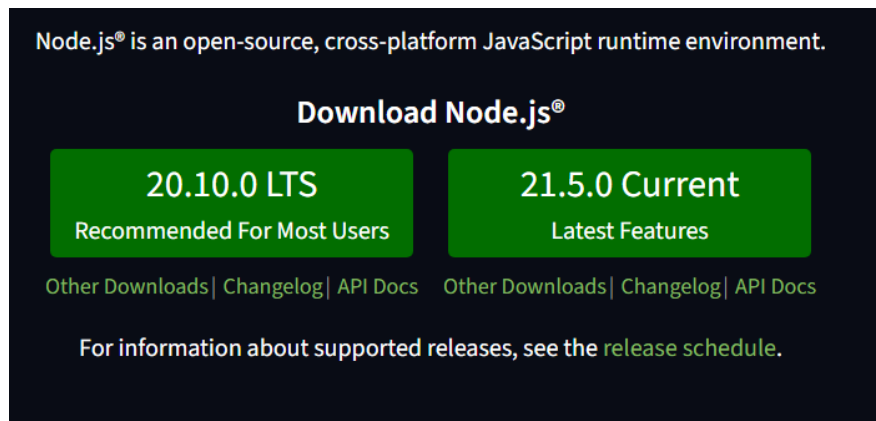 Node.js® is an open-source, cross-platform JavaScript runtime environment.
Download Node.js®
20.10.0 LTS
Recommended For Most Users
21.5.0 Current
Latest Features
Other Downloads| Changelog| API Docs
Other Downloads| Changelog| API Docs
For information about supported releases, see the release schedule.